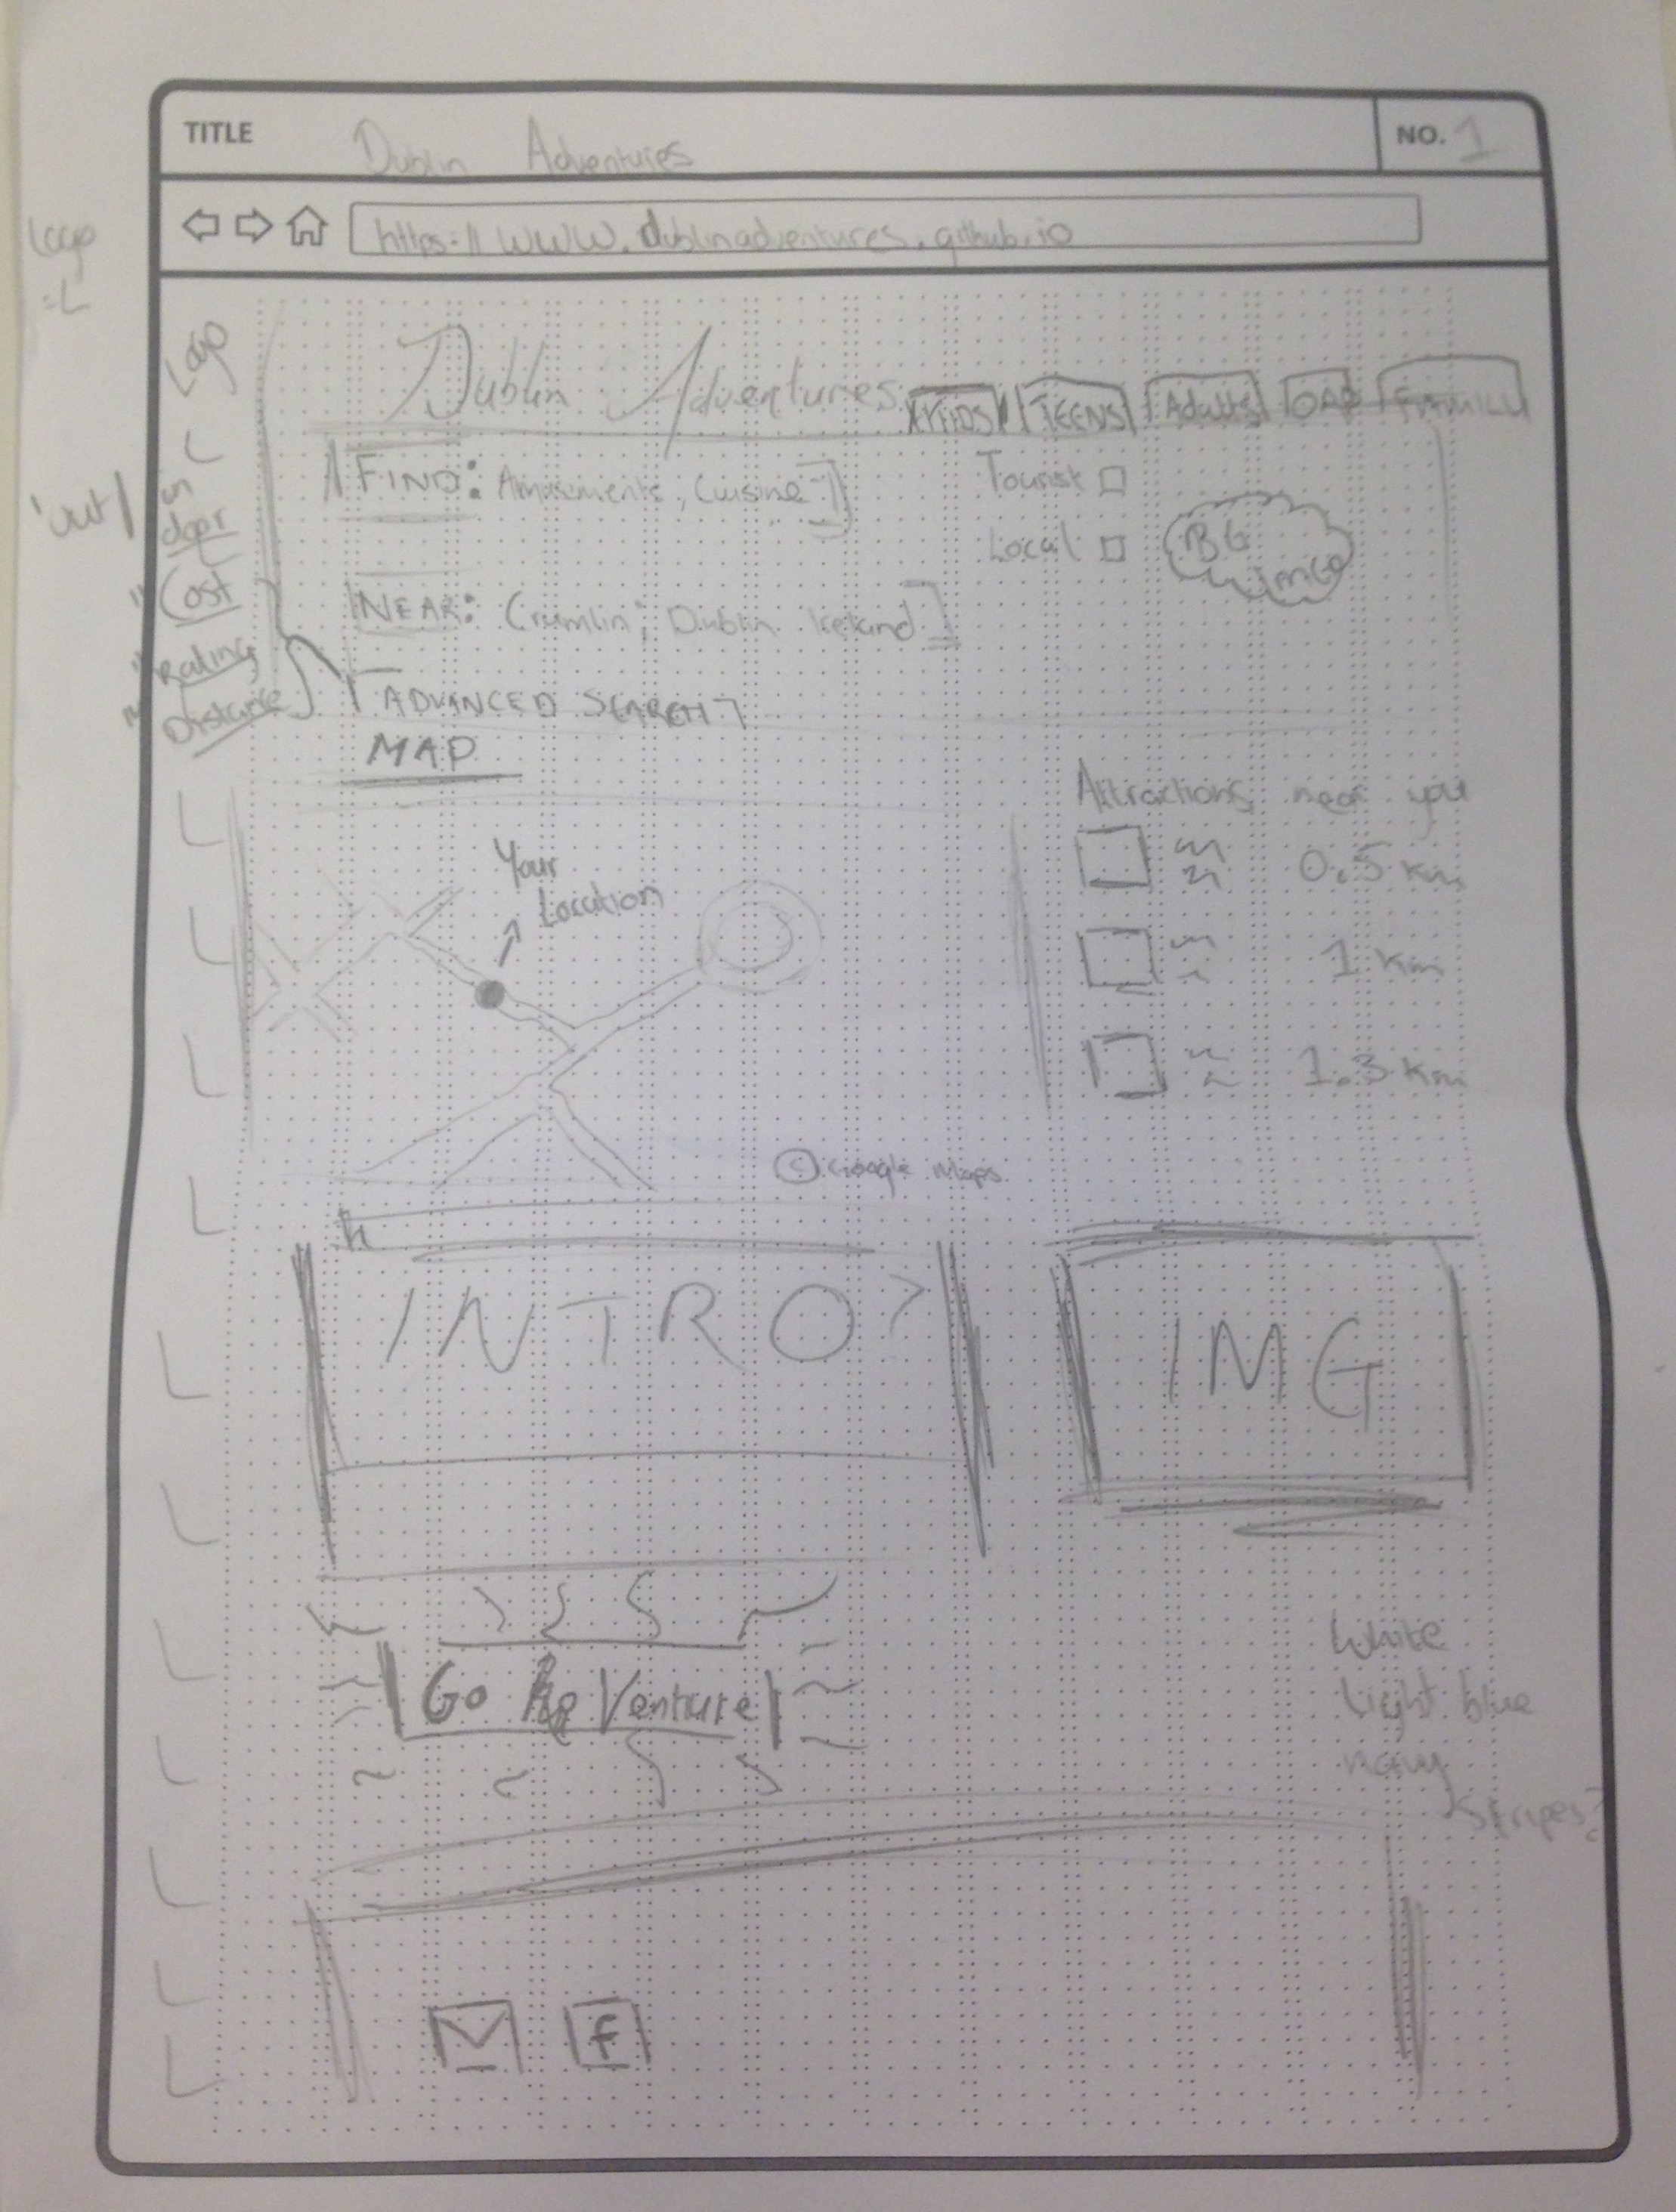 TITLE Dublin Adventures NO. 1
https://www.dublinadventures.github.io
Logo
=L
Logo
Dublin Adventures KIDS TEENS Adults OAP FAMILY
L
FIND: Amusements, Cuisine
Tourist
'out / in
door
Local
BG
IMG
" Cost
NEAR: Crumlin; Dublin Ireland
" Rating
" Distance
ADVANCED SEARCH
MAP
Attractions near you
L
Your
Location
0.5 km
L
1 km
L
1.3 km
© Google Maps
L
INTRO?
IMG
L
L
White
L
Go Venture
Light blue
navy
L
Stripes?
L
L
f
L